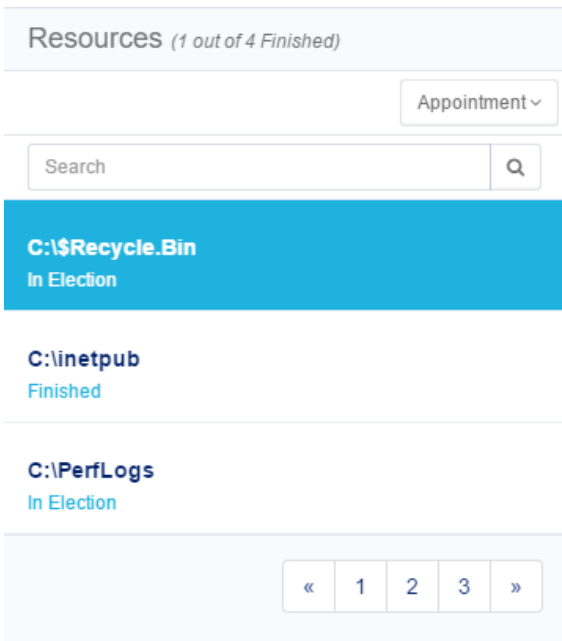 Resources (1 out of 4 Finished)
Appointment
Search
C:\$Recycle.Bin
In Election
C:\inetpub
Finished
C:\PerfLogs
In Election
« 1 2 3 »